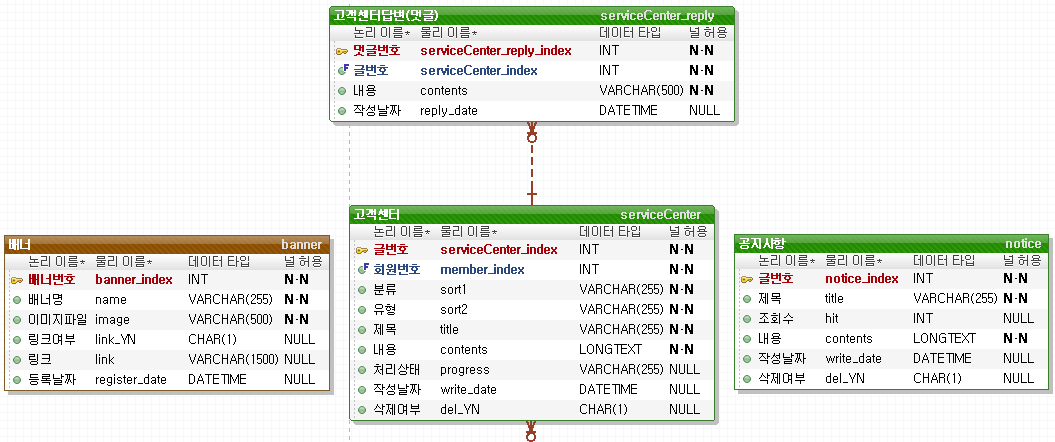 고객센터답변(댓글) serviceCenter_reply
논리 이름* 물리 이름* 데이터 타입 널 허용
댓글번호 serviceCenter_reply_index INT N-N
F 글번호 serviceCenter_index INT N-N
내용 contents VARCHAR(500) N-N
작성날짜 reply_date DATETIME NULL
고객센터 serviceCenter
논리 이름* 물리 이름* 데이터 타입 널 허용
글번호 serviceCenter_index INT N-N
F 회원번호 member_index INT N-N
분류 sort1 VARCHAR(255) N-N
유형 sort2 VARCHAR(255) N-N
제목 title VARCHAR(255) N-N
내용 contents LONGTEXT N-N
처리상태 progress VARCHAR(255) NULL
작성날짜 write_date DATETIME NULL
삭제여부 del_YN CHAR(1) NULL
배너 banner
논리 이름* 물리 이름* 데이터 타입 널 허용
배너번호 banner_index INT N-N
배너명 name VARCHAR(255) N-N
이미지파일 image VARCHAR(500) N-N
링크여부 link_YN CHAR(1) NULL
링크 link VARCHAR(1500) NULL
등록날짜 register_date DATETIME NULL
공지사항 notice
논리 이름* 물리 이름* 데이터 타입 널 허용
글번호 notice_index INT N-N
제목 title VARCHAR(255) N-N
조회수 hit INT NULL
내용 contents LONGTEXT N-N
작성날짜 write_date DATETIME NULL
삭제여부 del_YN CHAR(1) NULL